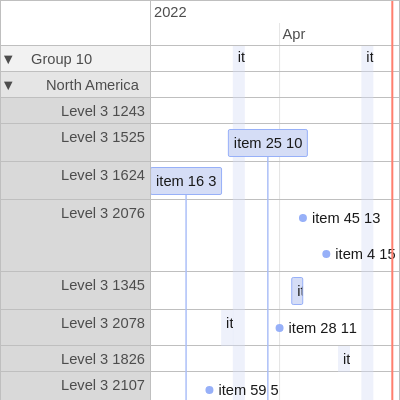 2022
Apr
▼ Group 10 it it
▼ North America
Level 3 1243
Level 3 1525 item 25 10
Level 3 1624 item 16 3
Level 3 2076 item 45 13
item 4 15
Level 3 1345 it
Level 3 2078 it item 28 11
Level 3 1826 it
Level 3 2107 item 59 5